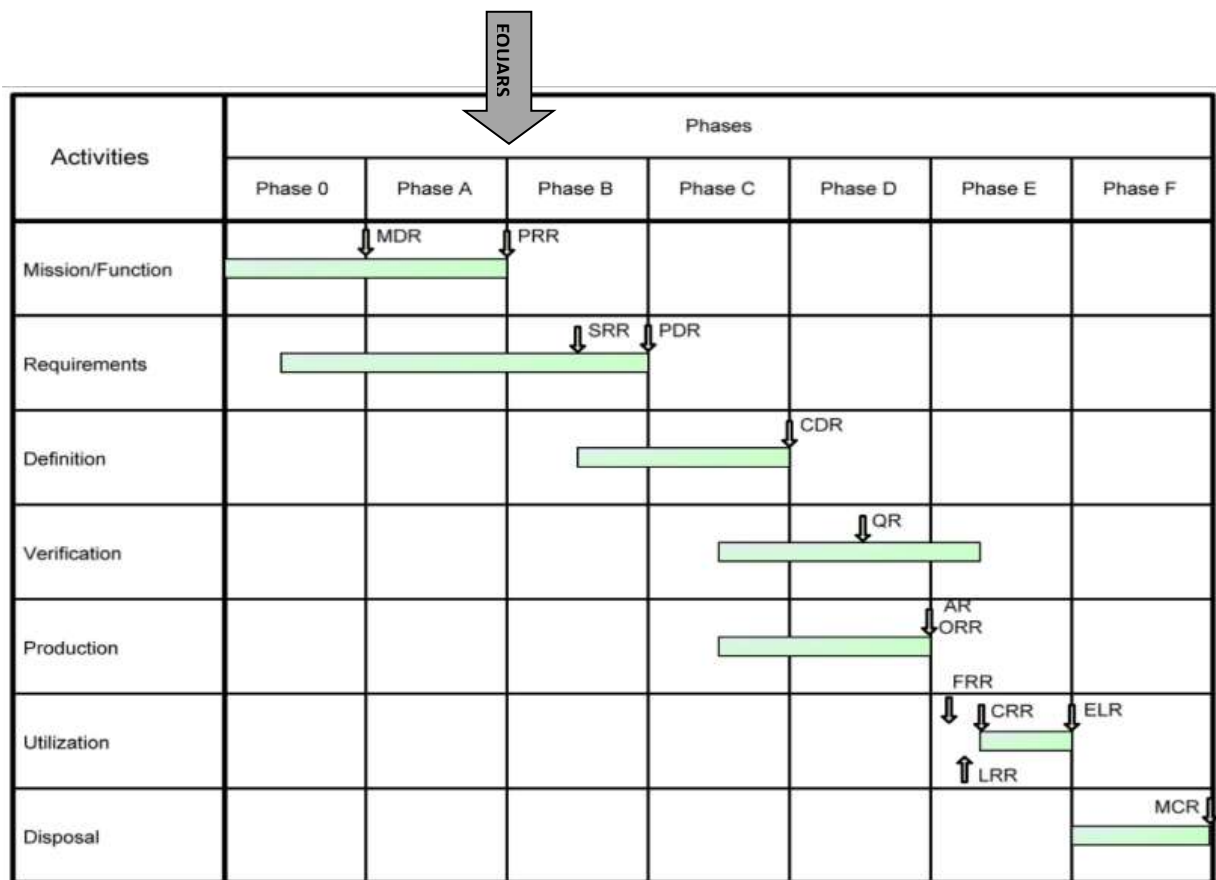 EQUARS
Activities
Phases
Phase 0 Phase A Phase B Phase C Phase D Phase E Phase F
Mission/Function
MDR PRR
Requirements
SRR PDR
Definition
CDR
Verification
QR
Production
AR
ORR
Utilization
FRR
CRR ELR
LRR
Disposal
MCR